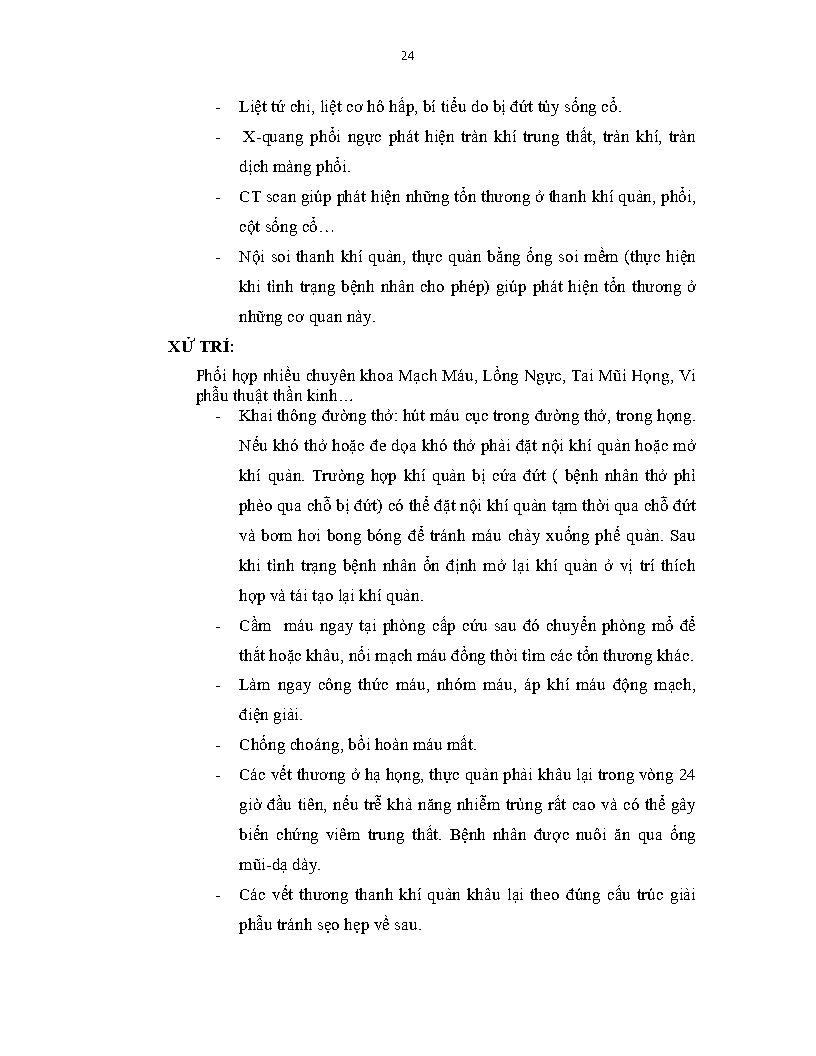 24
- Liệt tứ chi, liệt cơ hô hấp, bí tiểu do bị đứt tủy sống cổ.
- X-quang phổi ngực phát hiện tràn khí trung thất, tràn khí, tràn
dịch màng phổi.
- CT scan giúp phát hiện những tổn thương ở thanh khí quản, phổi,
cột sống cổ…
- Nội soi thanh khí quản, thực quản bằng ống soi mềm (thực hiện
khi tình trạng bệnh nhân cho phép) giúp phát hiện tổn thương ở
những cơ quan này.
XỬ TRÍ:
Phối hợp nhiều chuyên khoa Mạch Máu, Lồng Ngực, Tai Mũi Họng, Vi
phẫu thuật thần kinh…
- Khai thông đường thở: hút máu cục trong đường thở, trong họng.
Nếu khó thở hoặc đe dọa khó thở phải đặt nội khí quản hoặc mở
khí quản. Trường hợp khí quản bị cứa đứt ( bệnh nhân thở phì
phèo qua chỗ bị đứt) có thể đặt nội khí quản tạm thời qua chỗ đứt
và bơm hơi bong bóng để tránh máu chảy xuống phế quản. Sau
khi tình trạng bệnh nhân ổn định mở lại khí quản ở vị trí thích
hợp và tái tạo lại khí quản.
- Cầm máu ngay tại phòng cấp cứu sau đó chuyển phòng mổ để
thắt hoặc khâu, nối mạch máu đồng thời tìm các tổn thương khác.
- Làm ngay công thức máu, nhóm máu, áp khí máu động mạch,
điện giải.
- Chống choáng, bồi hoàn máu mất.
- Các vết thương ở hạ họng, thực quản phải khâu lại trong vòng 24
giờ đầu tiên, nếu trễ khả năng nhiễm trùng rất cao và có thể gây
biến chứng viêm trung thất. Bệnh nhân được nuôi ăn qua ống
mũi-dạ dày.
- Các vết thương thanh khí quản khâu lại theo đúng cấu trúc giải
phẫu tránh sẹo hẹp về sau.